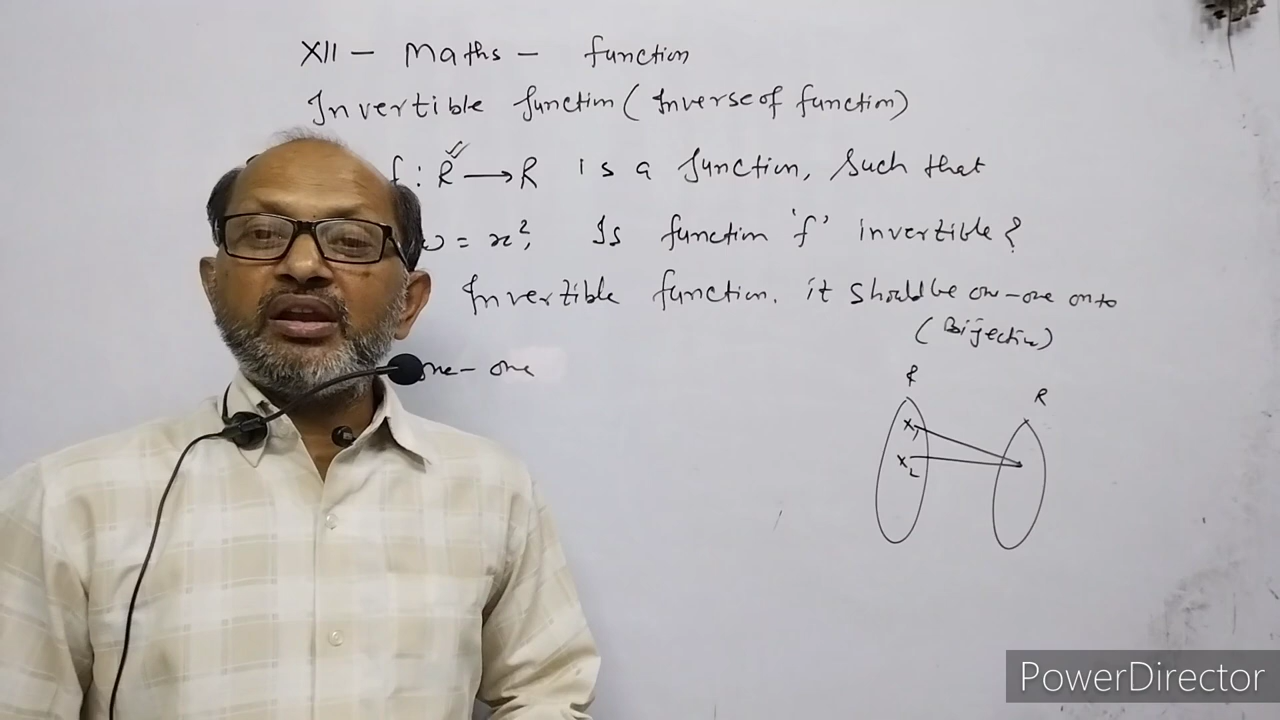 XII - Maths - function
Invertible function (Inverse of function)
f : R → R is a function, Such that
= x², Is function 'f' invertible?
Invertible function. it should be one-one onto
(Bijective)
one - one
R
R
x₁
x₂
PowerDirector